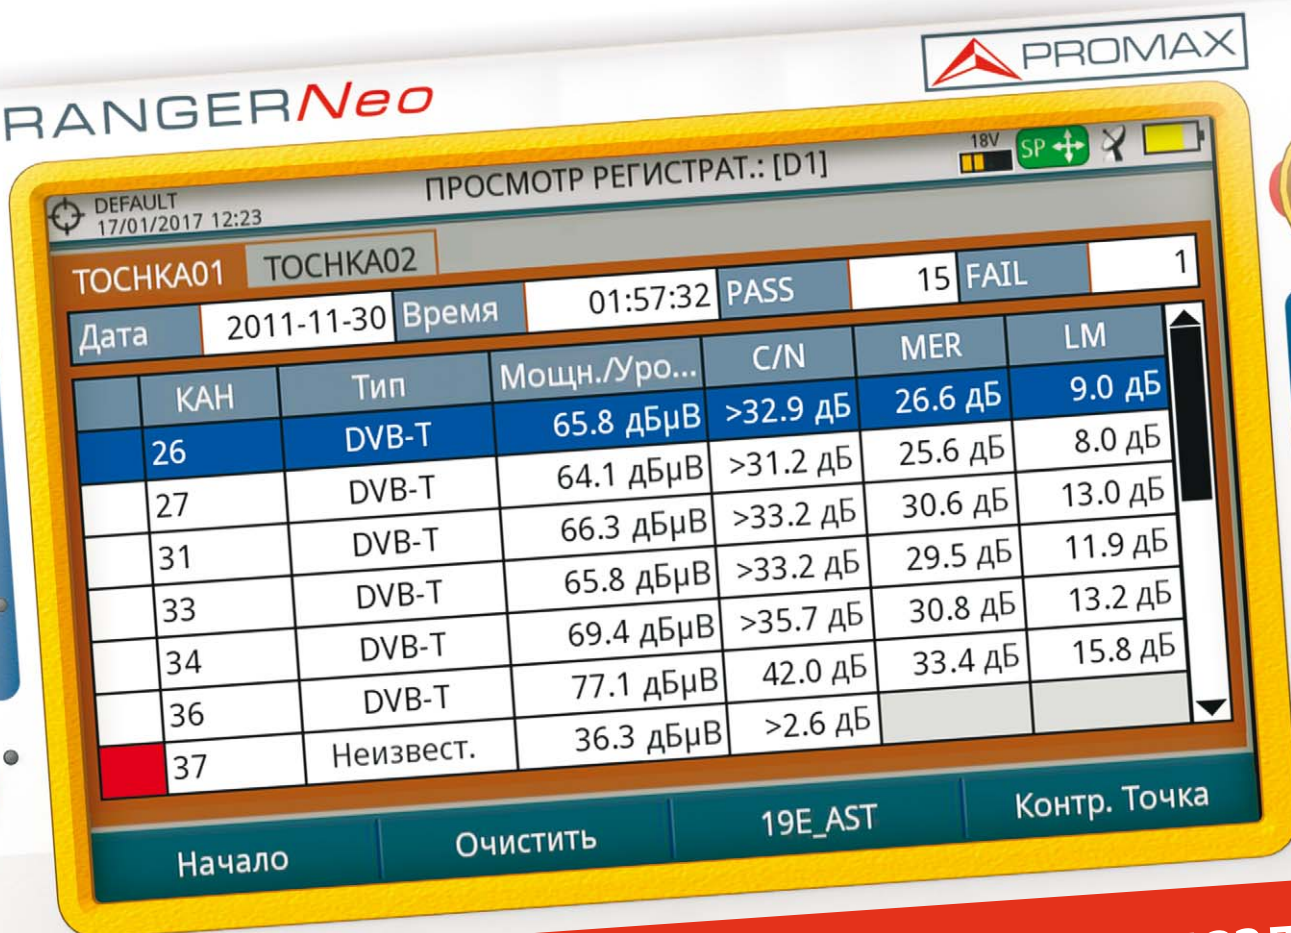 RANGERNeo
PROMAX
DEFAULT
17/01/2017 12:23
ПРОСМОТР РЕГИСТРАТ.: [D1]
18V
SP
TOCHKA01 TOCHKA02
Дата 2011-11-30 Время 01:57:32 PASS 15 FAIL 1
КАН Тип Мощн./Уро... C/N MER LM
26 DVB-T 65.8 дБμВ >32.9 дБ 26.6 дБ 9.0 дБ
27 DVB-T 64.1 дБμВ >31.2 дБ 25.6 дБ 8.0 дБ
31 DVB-T 66.3 дБμВ >33.2 дБ 30.6 дБ 13.0 дБ
33 DVB-T 65.8 дБμВ >33.2 дБ 29.5 дБ 11.9 дБ
34 DVB-T 69.4 дБμВ >35.7 дБ 30.8 дБ 13.2 дБ
36 DVB-T 77.1 дБμВ 42.0 дБ 33.4 дБ 15.8 дБ
37 Неизвест. 36.3 дБμВ >2.6 дБ
Начало Очистить 19E_AST Контр. Точка